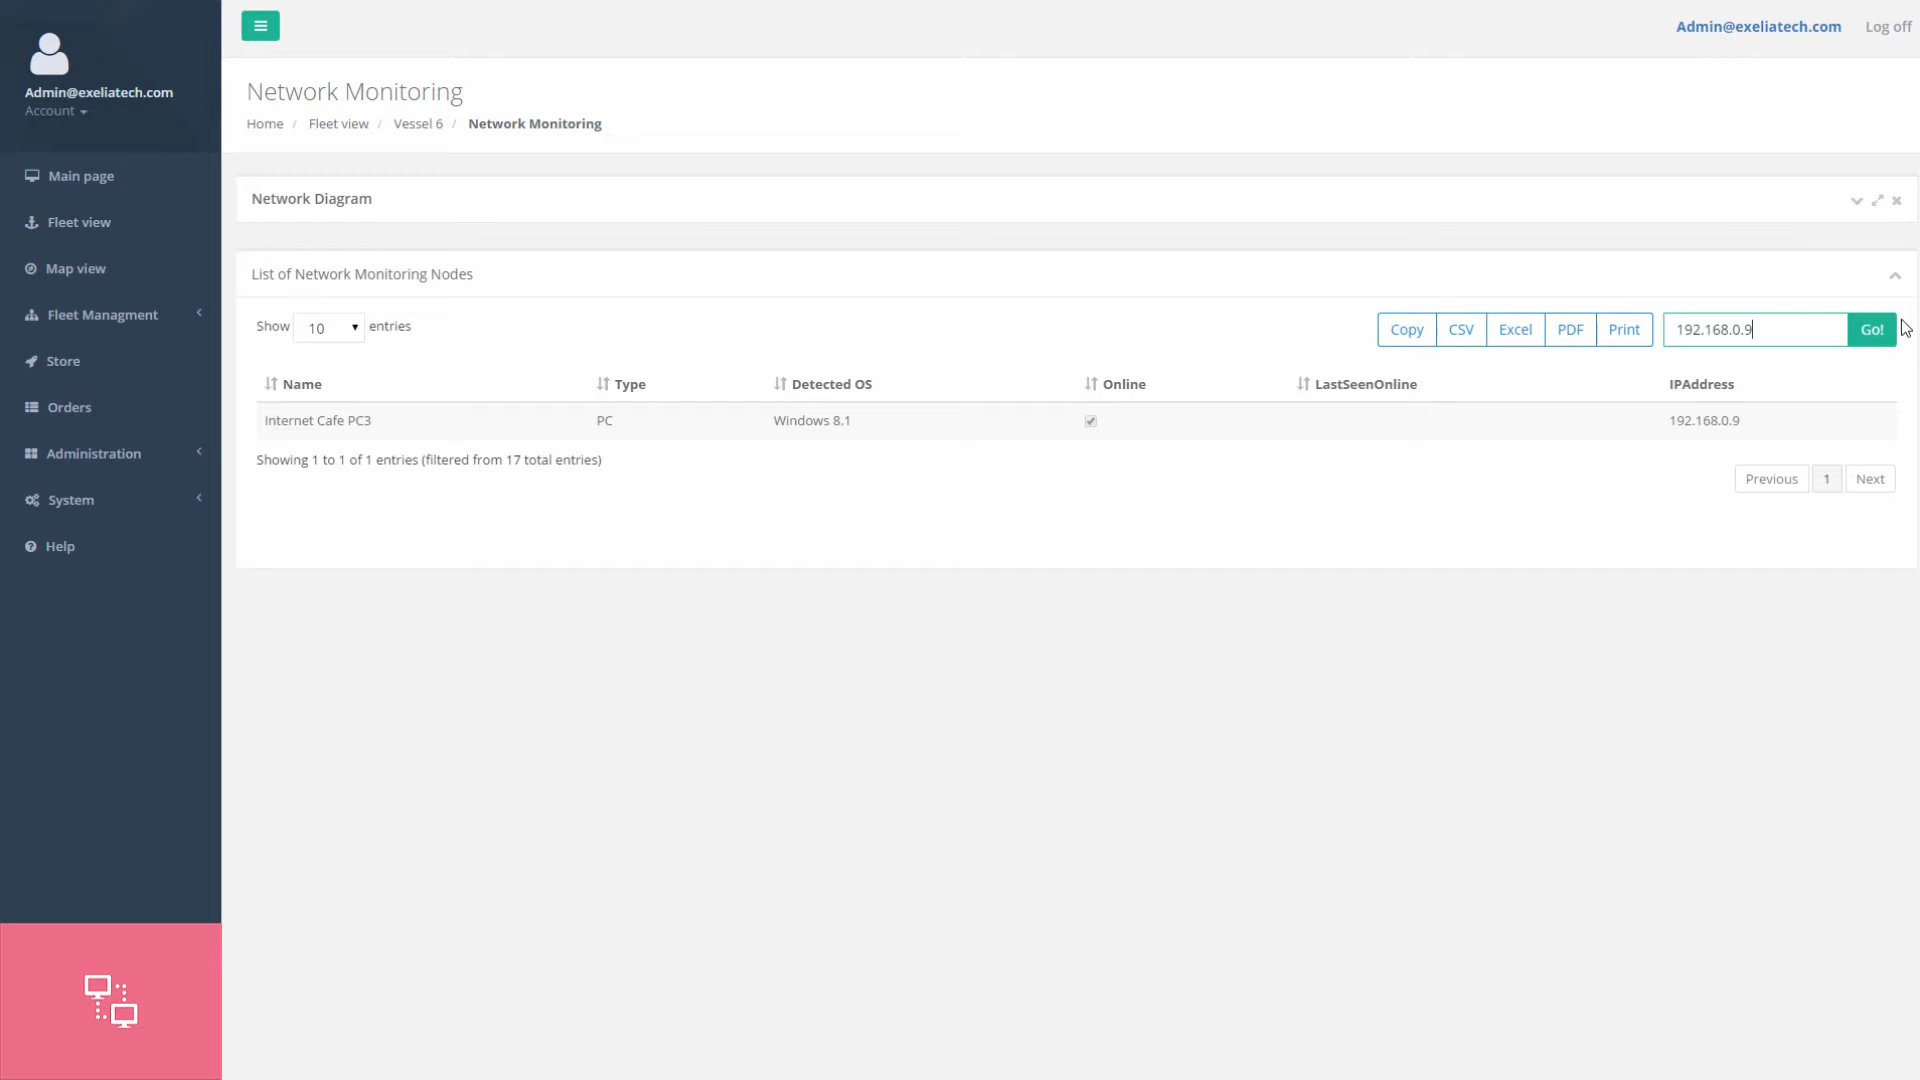 Admin@exeliatech.com Log off
Admin@exeliatech.com
Account
Main page
Fleet view
Map view
Fleet Managment
Store
Orders
Administration
System
Help
Network Monitoring
Home / Fleet view / Vessel 6 / Network Monitoring
Network Diagram
List of Network Monitoring Nodes
Show 10 entries
Copy CSV Excel PDF Print 192.168.0.9 Go!
Name Type Detected OS Online LastSeenOnline IPAddress
Internet Cafe PC3 PC Windows 8.1 192.168.0.9
Showing 1 to 1 of 1 entries (filtered from 17 total entries)
Previous 1 Next